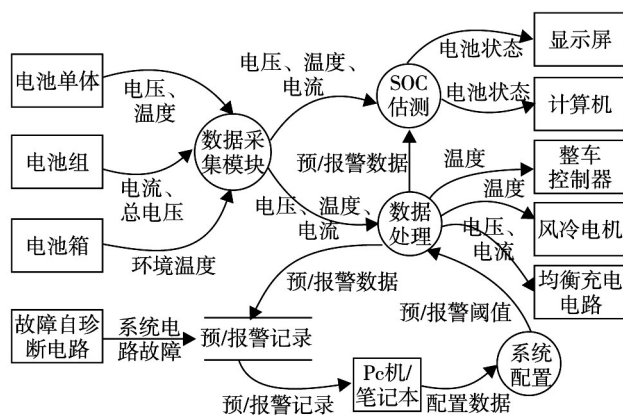 电池单体
电池组
电池箱
故障自珍
断电路
电压、
温度
电流、
总电压
环境温度
系统电
路故障
数据采
集模块
电压、温度、
电流
电压、温度、
电流
SOC
估测
预/报警数据
数据
处理
电池状态
电池状态
温度
温度
电压、
电流
显示屏
计算机
整车
控制器
风冷电机
均衡充电
电路
预/报警数据
预/报警记录
预/报警记录
Pc机/
笔记本
配置数据
系统
配置
预/报警阈值